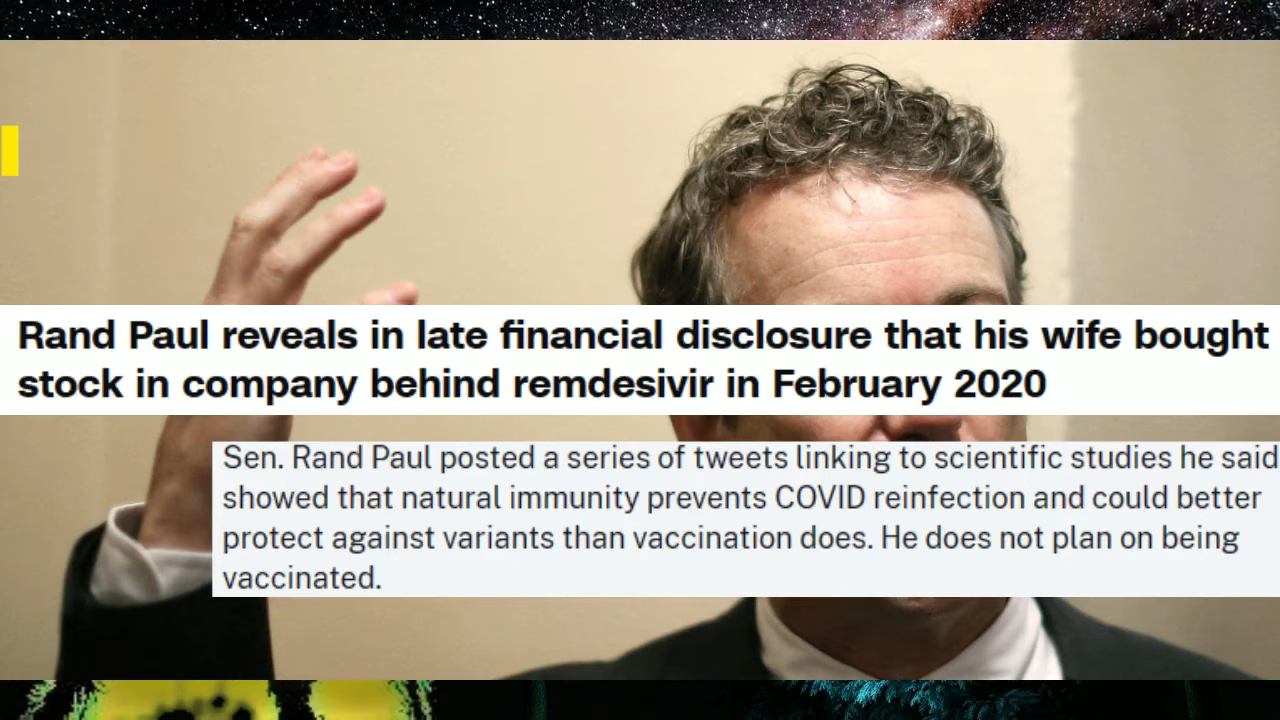 Rand Paul reveals in late financial disclosure that his wife bought
stock in company behind remdesivir in February 2020
Sen. Rand Paul posted a series of tweets linking to scientific studies he said
showed that natural immunity prevents COVID reinfection and could better
protect against variants than vaccination does. He does not plan on being
vaccinated.